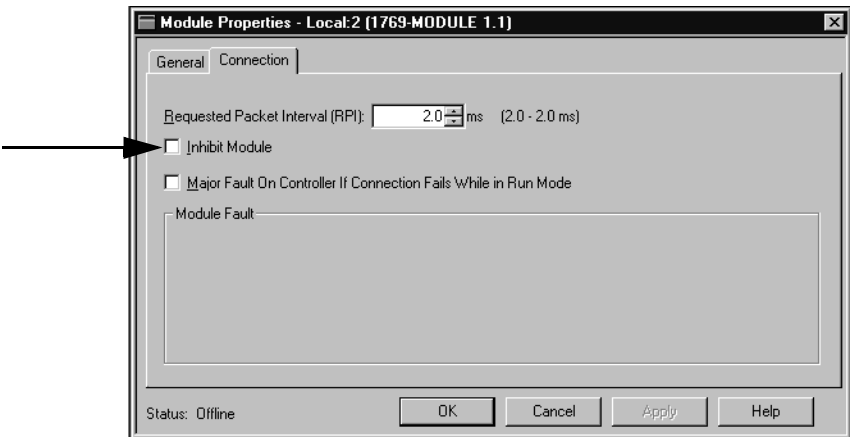 Module Properties - Local:2 (1769-MODULE 1.1)
General Connection
Requested Packet Interval (RPI): 2.0 ms (2.0 - 2.0 ms)
Inhibit Module
Major Fault On Controller If Connection Fails While in Run Mode
Module Fault
Status: Offline OK Cancel Apply Help